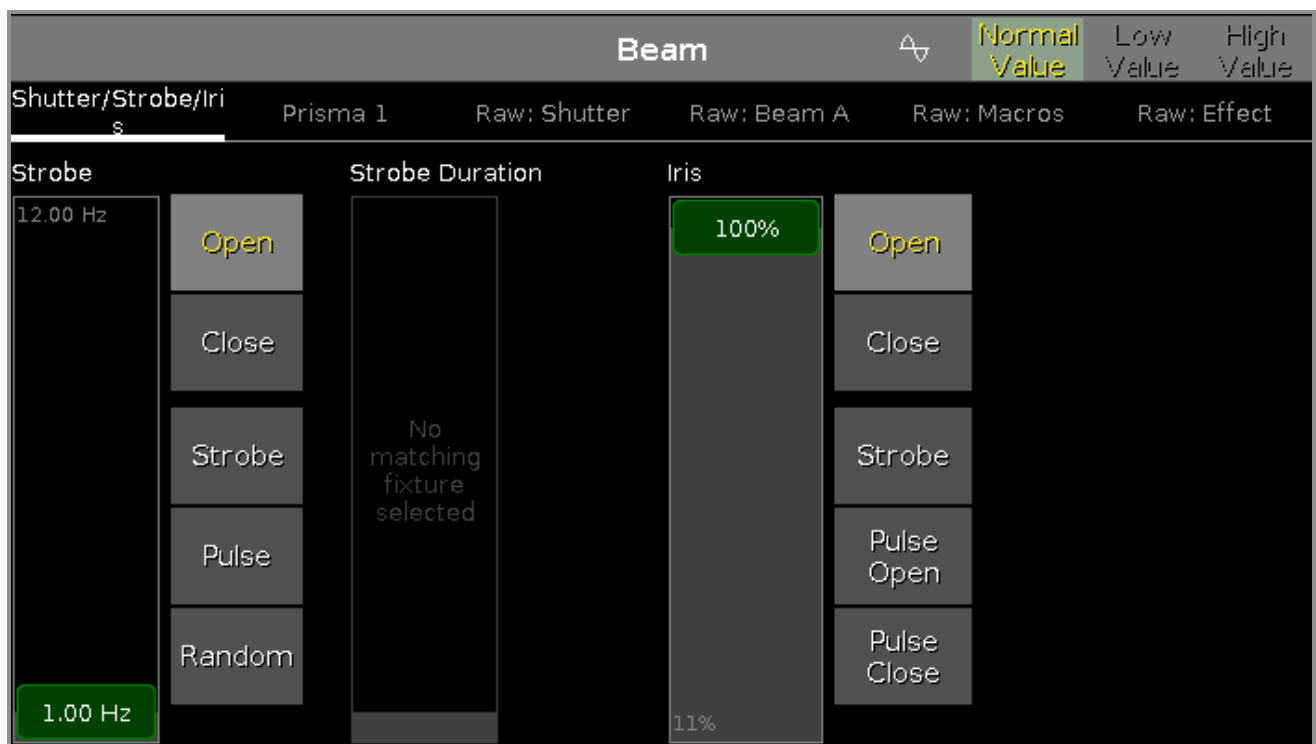 Beam
Normal
Value
Low
Value
High
Value
Shutter/Strobe/Iri
s
Prisma 1
Raw: Shutter
Raw: Beam A
Raw: Macros
Raw: Effect
Strobe
12.00 Hz
1.00 Hz
Open
Close
Strobe
Pulse
Random
Strobe Duration
No
matching
fixture
selected
Iris
100%
11%
Open
Close
Strobe
Pulse
Open
Pulse
Close